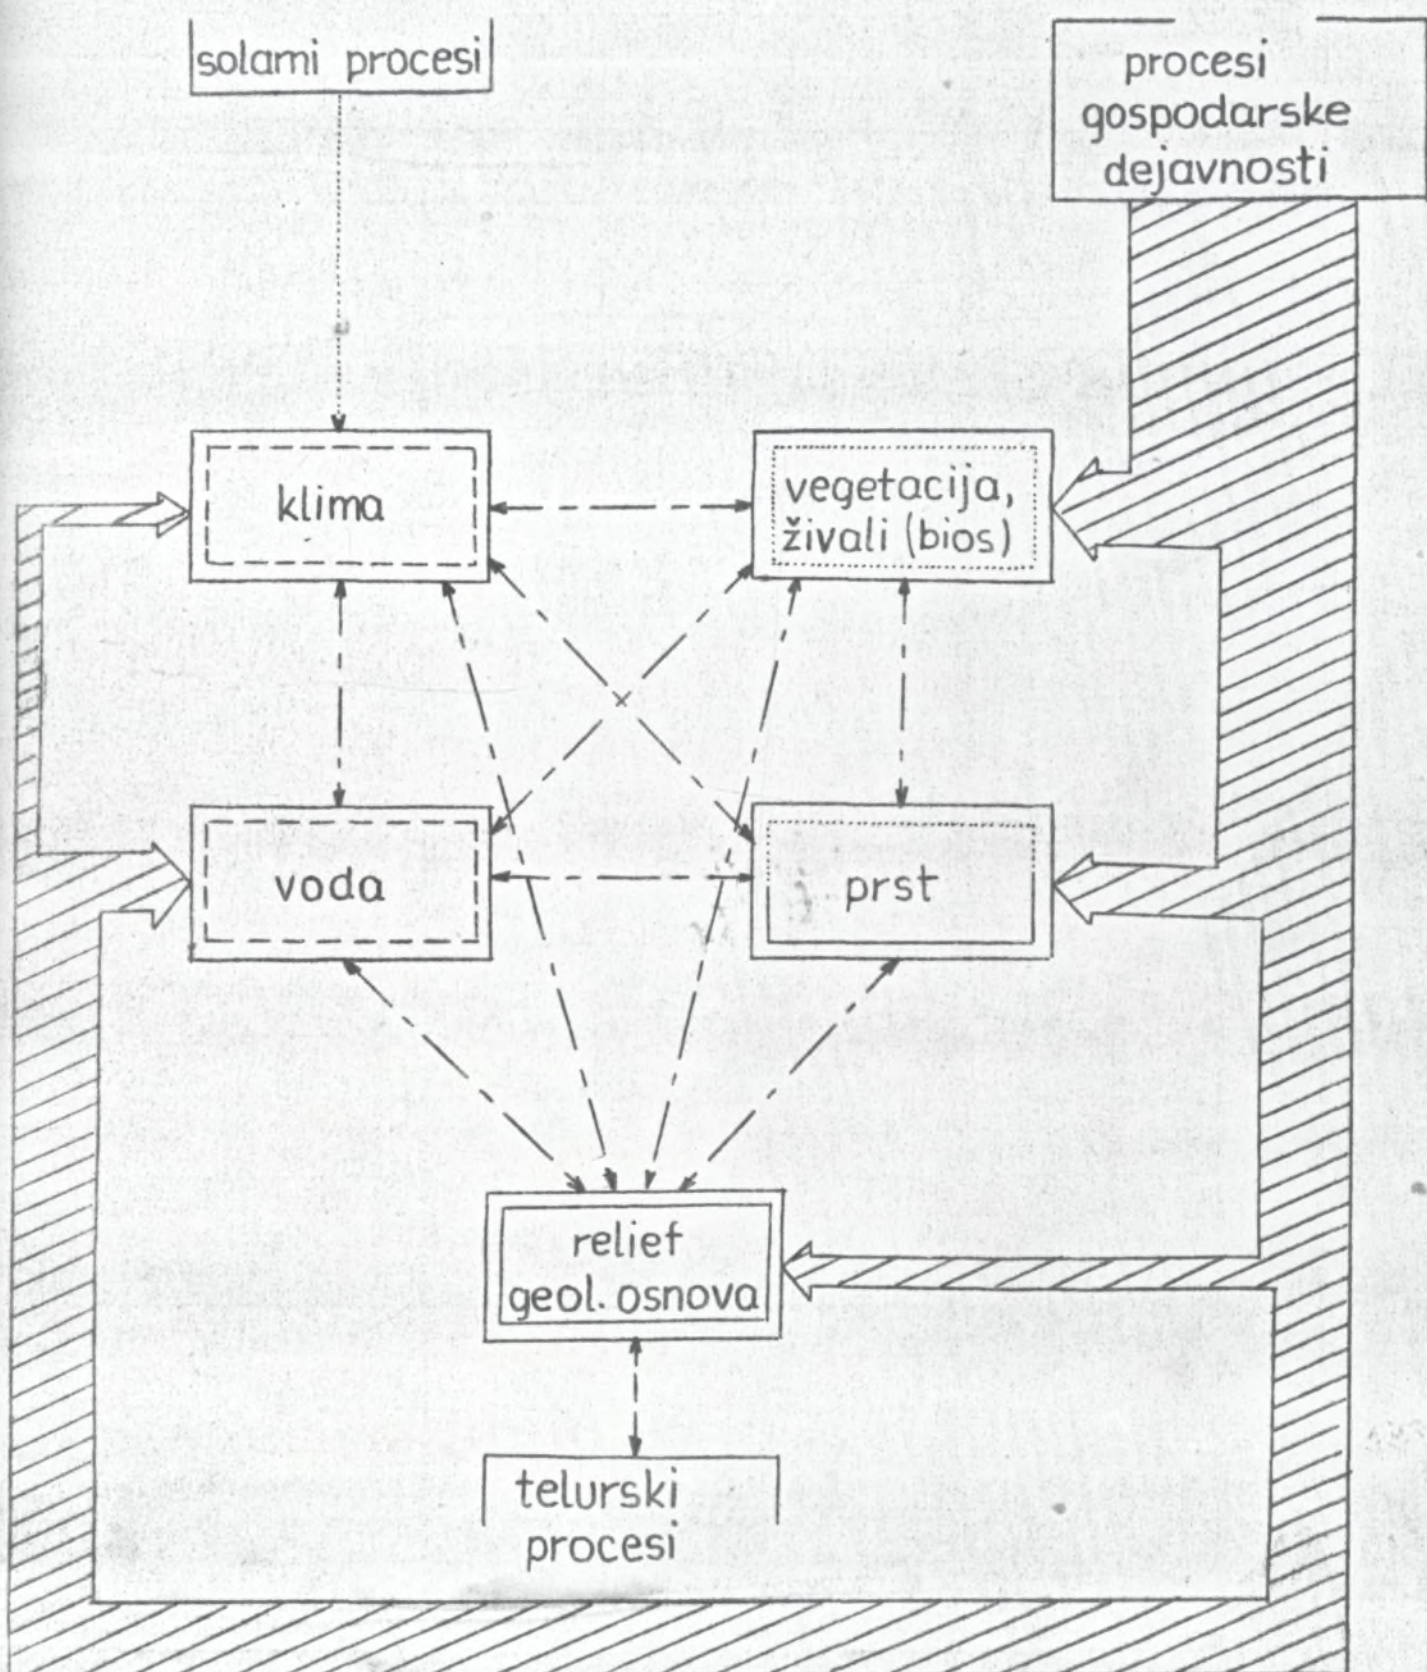 solarni procesi
procesi
gospodarske
dejavnosti
klima
vegetacija,
živali (bios)
voda
prst
relief
geol. osnova
telurski
procesi